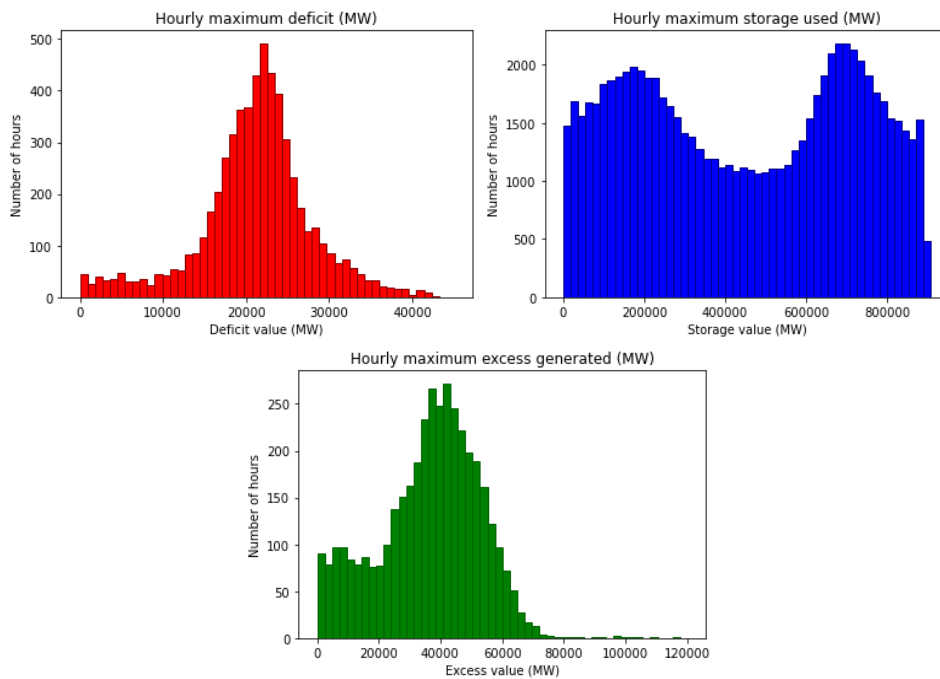 Hourly maximum deficit (MW)
500
400
300
200
100
0
Number of hours
0 10000 20000 30000 40000
Deficit value (MW)
Hourly maximum storage used (MW)
2000
1500
1000
500
0
Number of hours
0 200000 400000 600000 800000
Storage value (MW)
Hourly maximum excess generated (MW)
250
200
150
100
50
0
Number of hours
0 20000 40000 60000 80000 100000 120000
Excess value (MW)